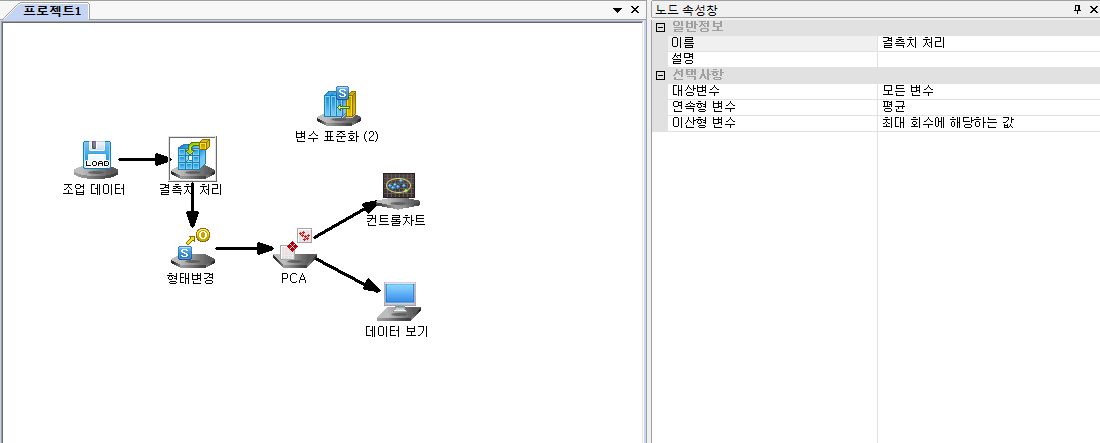 프로젝트1
변수 표준화 (2)
LOAD
조업 데이터
결측치 처리
컨트롤차트
형태변경
PCA
데이터 보기
노드 속성창
일반정보
이름 결측치 처리
설명
선택사항
대상변수 모든 변수
연속형 변수 평균
이산형 변수 최대 회수에 해당하는 값